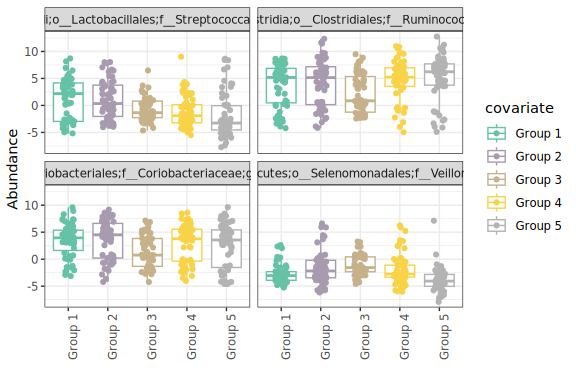 i;o__Lactobacillales;f__Streptococca
stridia;o__Clostridiales;f__Ruminococ
10
5
0
-5
iobacteriales;f__Coriobacteriaceae;g
cutes;o__Selenomonadales;f__Veillor
10
5
0
-5
Abundance
Group 1
Group 2
Group 3
Group 4
Group 5
Group 1
Group 2
Group 3
Group 4
Group 5
covariate
Group 1
Group 2
Group 3
Group 4
Group 5